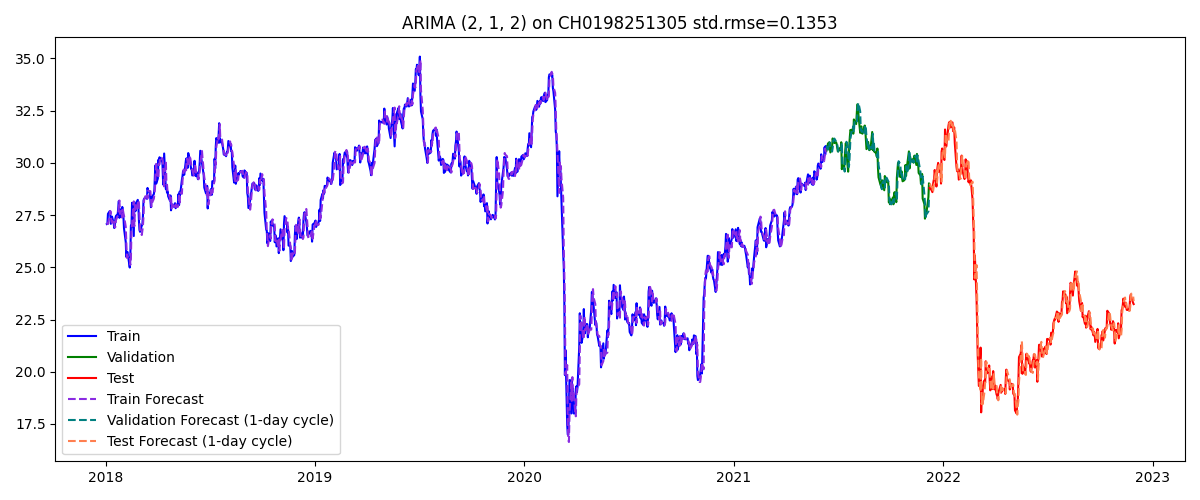 ARIMA (2, 1, 2) on CH0198251305 std.rmse=0.1353
35.0
32.5
30.0
27.5
25.0
22.5
20.0
17.5
Train
Validation
Test
Train Forecast
Validation Forecast (1-day cycle)
Test Forecast (1-day cycle)
2018 2019 2020 2021 2022 2023